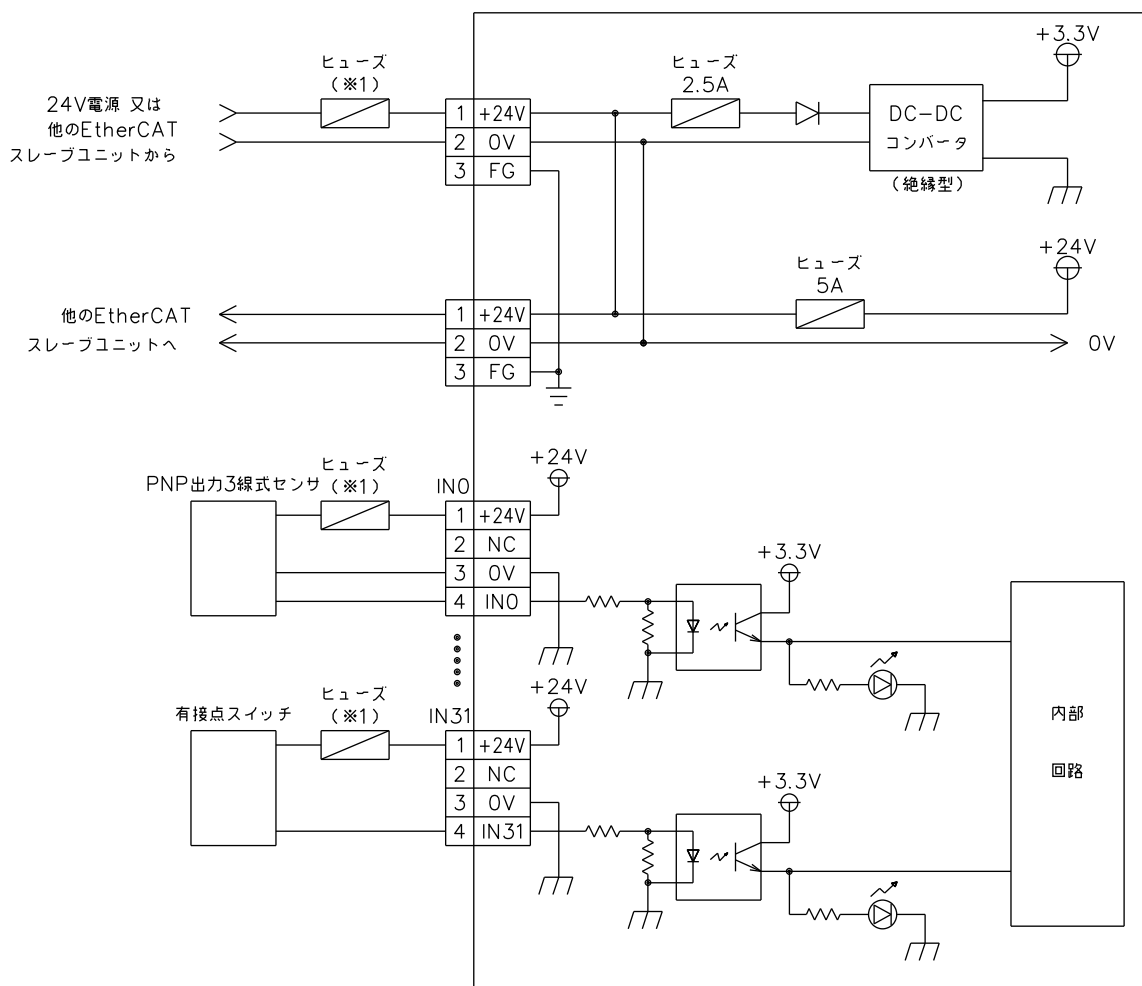 +3.3V
ヒューズ
(※1)
ヒューズ
2.5A
24V電源 又は
他のEtherCAT
スレーブユニットから
1 +24V
2 0V
3 FG
DC-DC
コンバータ
(絶縁型)
+24V
ヒューズ
5A
他のEtherCAT
スレーブユニットへ
1 +24V
2 0V
3 FG
0V
+24V
ヒューズ
(※1)
PNP出力3線式センサ
IN0
1 +24V
2 NC
3 0V
4 IN0
+3.3V
+24V
ヒューズ
(※1)
有接点スイッチ
IN31
1 +24V
2 NC
3 0V
4 IN31
+3.3V
内部
回路